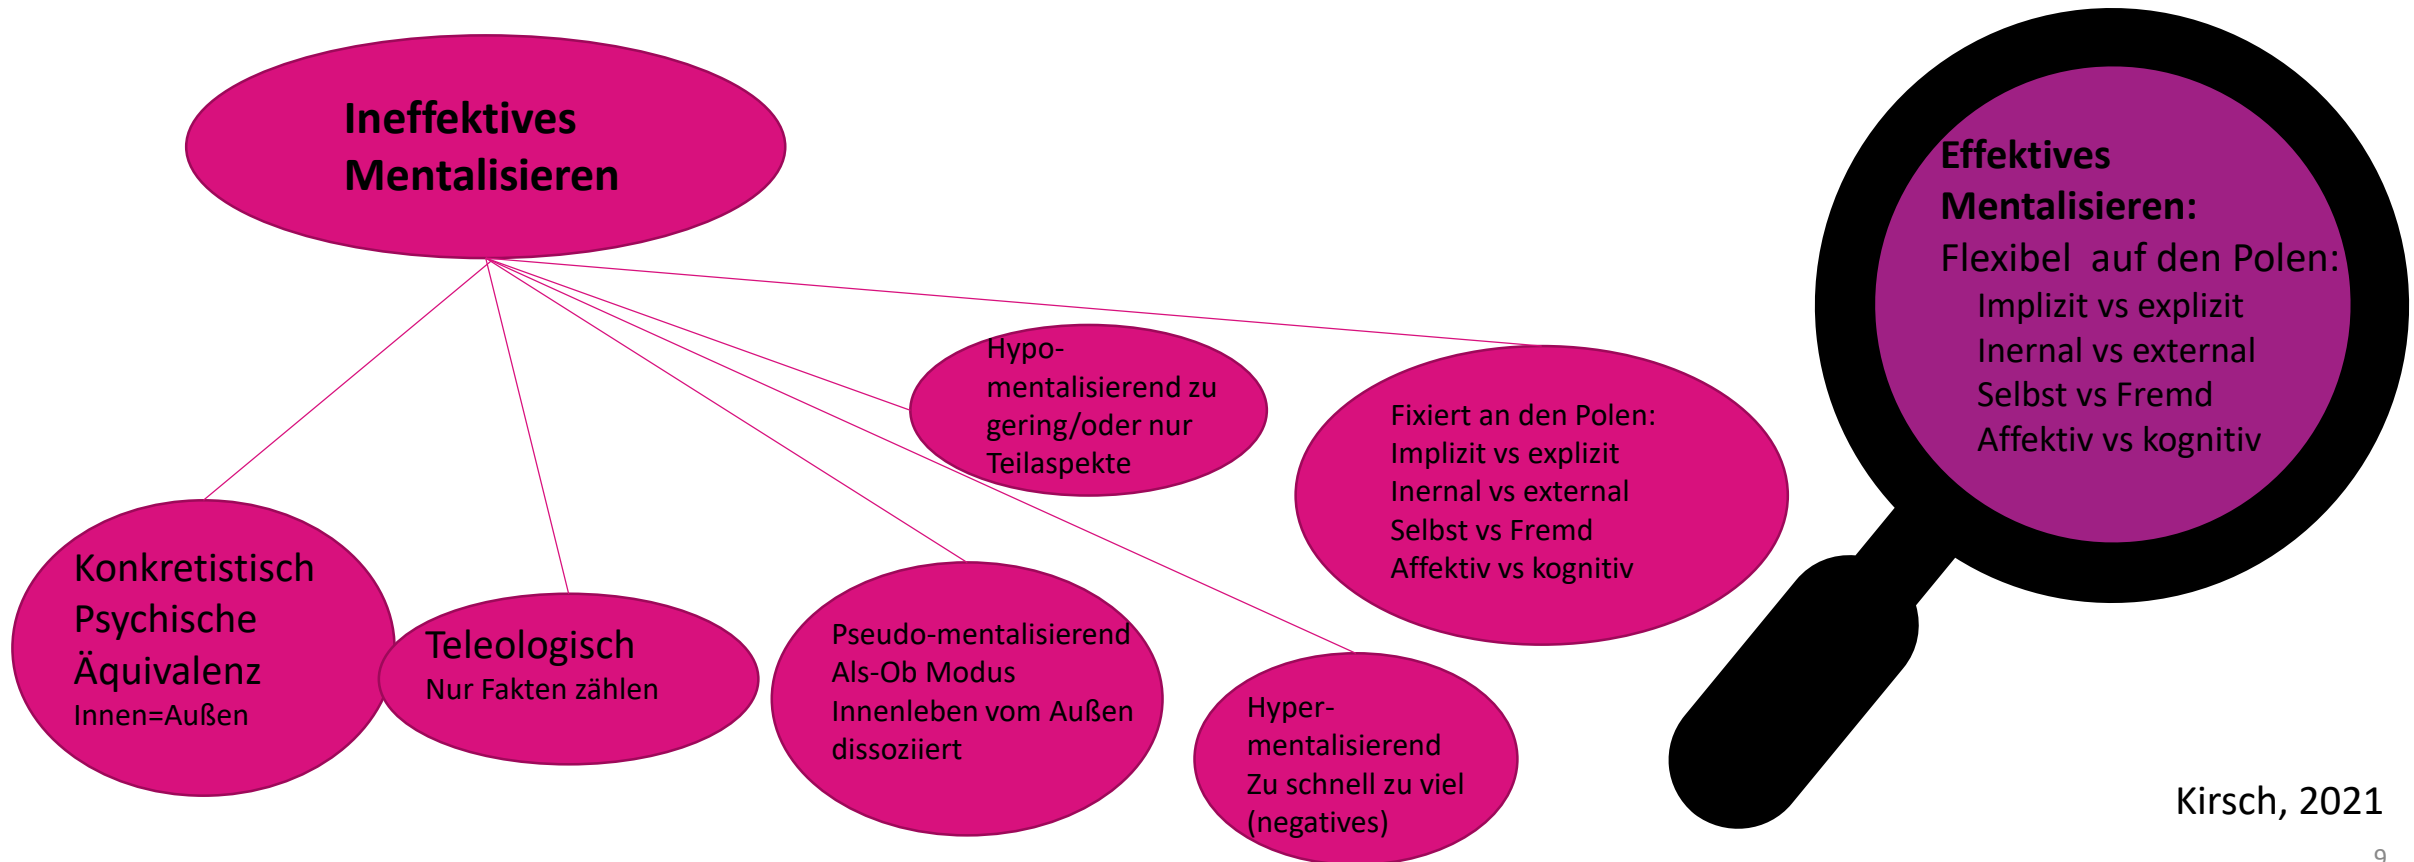 Ineffektives
Mentalisieren
Effektives
Mentalisieren:
Flexibel auf den Polen:
Implizit vs explizit
Inernal vs external
Selbst vs Fremd
Affektiv vs kognitiv
Hypo-
mentalisierend zu
gering/oder nur
Teilaspekte
Fixiert an den Polen:
Implizit vs explizit
Inernal vs external
Selbst vs Fremd
Affektiv vs kognitiv
Konkretistisch
Psychische
Äquivalenz
Innen=Außen
Teleologisch
Nur Fakten zählen
Pseudo-mentalisierend
Als-Ob Modus
Innenleben vom Außen
dissoziiert
Hyper-
mentalisierend
Zu schnell zu viel
(negatives)
Kirsch, 2021
9